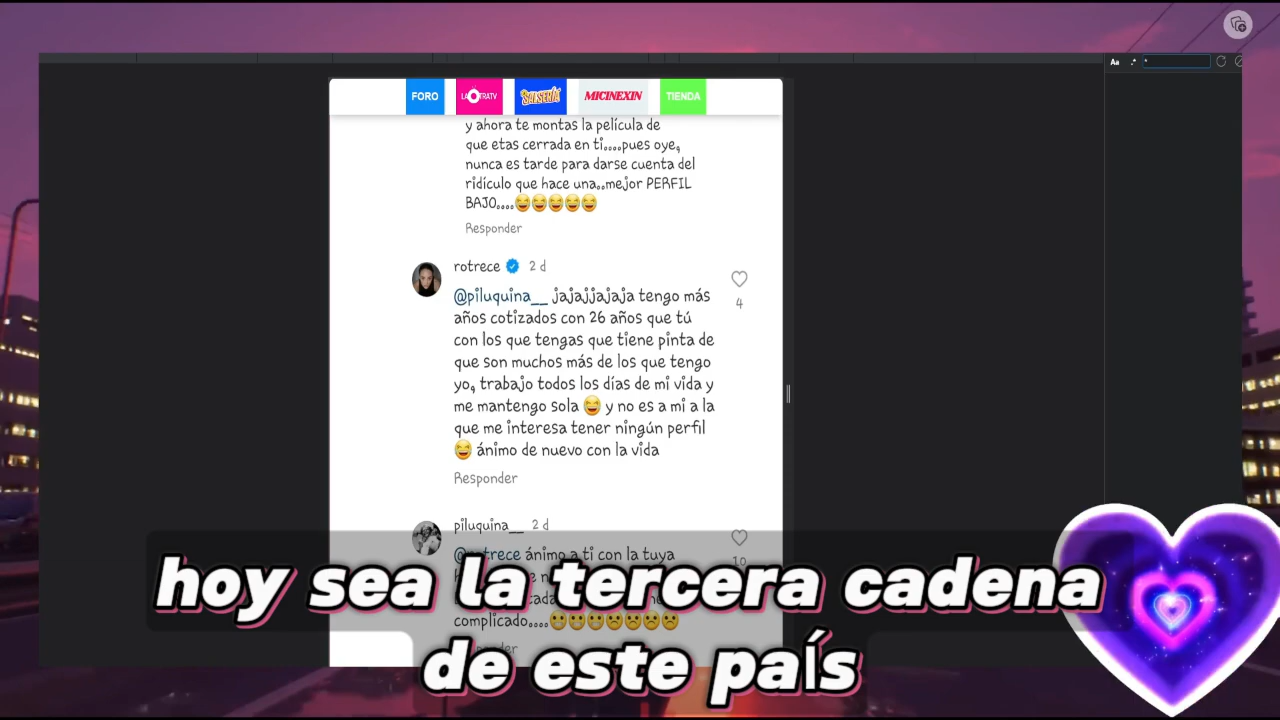 Aa .*
FORO LA OTRATV SALSERÍA MICINEXIN TIENDA
y ahora te montas la película de
que etas cerrada en ti....pues oye,
nunca es tarde para darse cuenta del
ridículo que hace una..mejor PERFIL
BAJO....😆😆😆😆😆
Responder
rotrece 2 d
@piluquina__ jajajjajaja tengo más
años cotizados con 26 años que tú
con los que tengas que tiene pinta de
que son muchos más de los que tengo
yo, trabajo todos los días de mi vida y
me mantengo sola 😆 y no es a mi a la
que me interesa tener ningún perfil
😆 ánimo de nuevo con la vida
4
Responder
piluquina__ 2 d
@rotrece ánimo a ti con la tuya
10
complicado....😬😬😬☹️☹️☹️☹️
hoy sea la tercera cadena
de este país